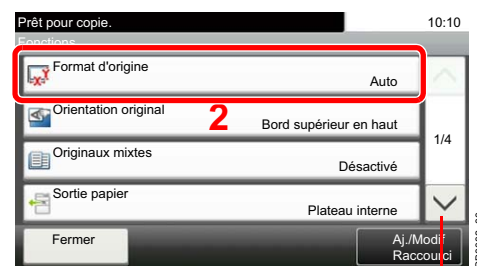 Prêt pour copie.
10:10
Fonctions
Format d'origine
Auto
2
Orientation original
Bord supérieur en haut
1/4
Originaux mixtes
Désactivé
Sortie papier
Plateau interne
Fermer
Aj./Modif
Raccourci